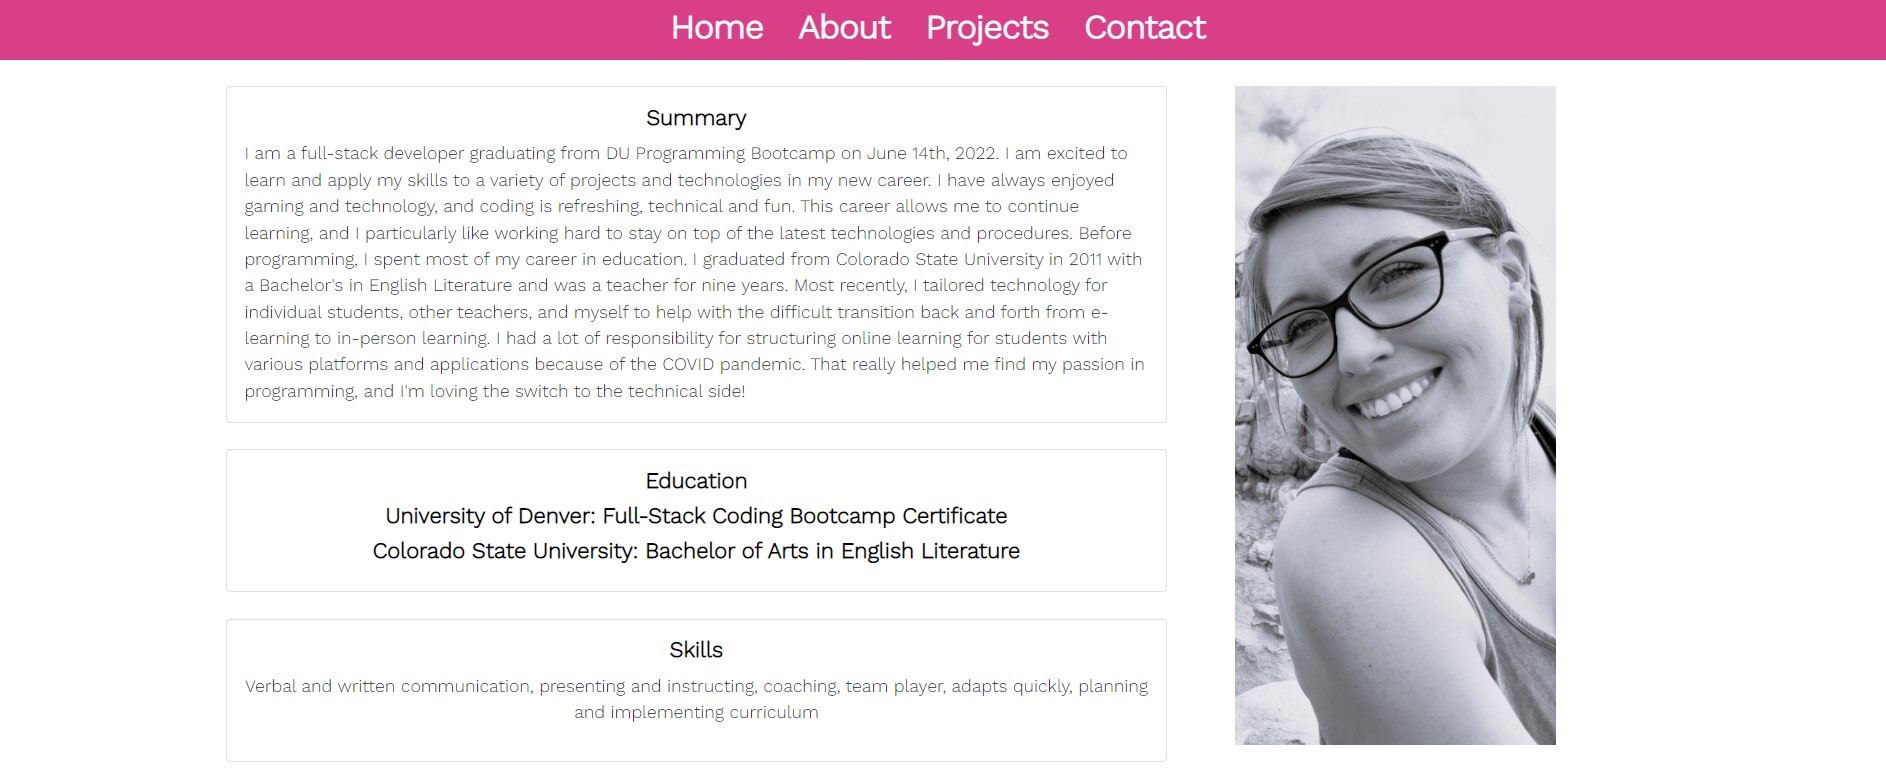 Home About Projects Contact
Summary
I am a full-stack developer graduating from DU Programming Bootcamp on June 14th, 2022. I am excited to
learn and apply my skills to a variety of projects and technologies in my new career. I have always enjoyed
gaming and technology, and coding is refreshing, technical and fun. This career allows me to continue
learning, and I particularly like working hard to stay on top of the latest technologies and procedures. Before
programming, I spent most of my career in education. I graduated from Colorado State University in 2011 with
a Bachelor's in English Literature and was a teacher for nine years. Most recently, I tailored technology for
individual students, other teachers, and myself to help with the difficult transition back and forth from e-
learning to in-person learning. I had a lot of responsibility for structuring online learning for students with
various platforms and applications because of the COVID pandemic. That really helped me find my passion in
programming, and I'm loving the switch to the technical side!
Education
University of Denver: Full-Stack Coding Bootcamp Certificate
Colorado State University: Bachelor of Arts in English Literature
Skills
Verbal and written communication, presenting and instructing, coaching, team player, adapts quickly, planning
and implementing curriculum